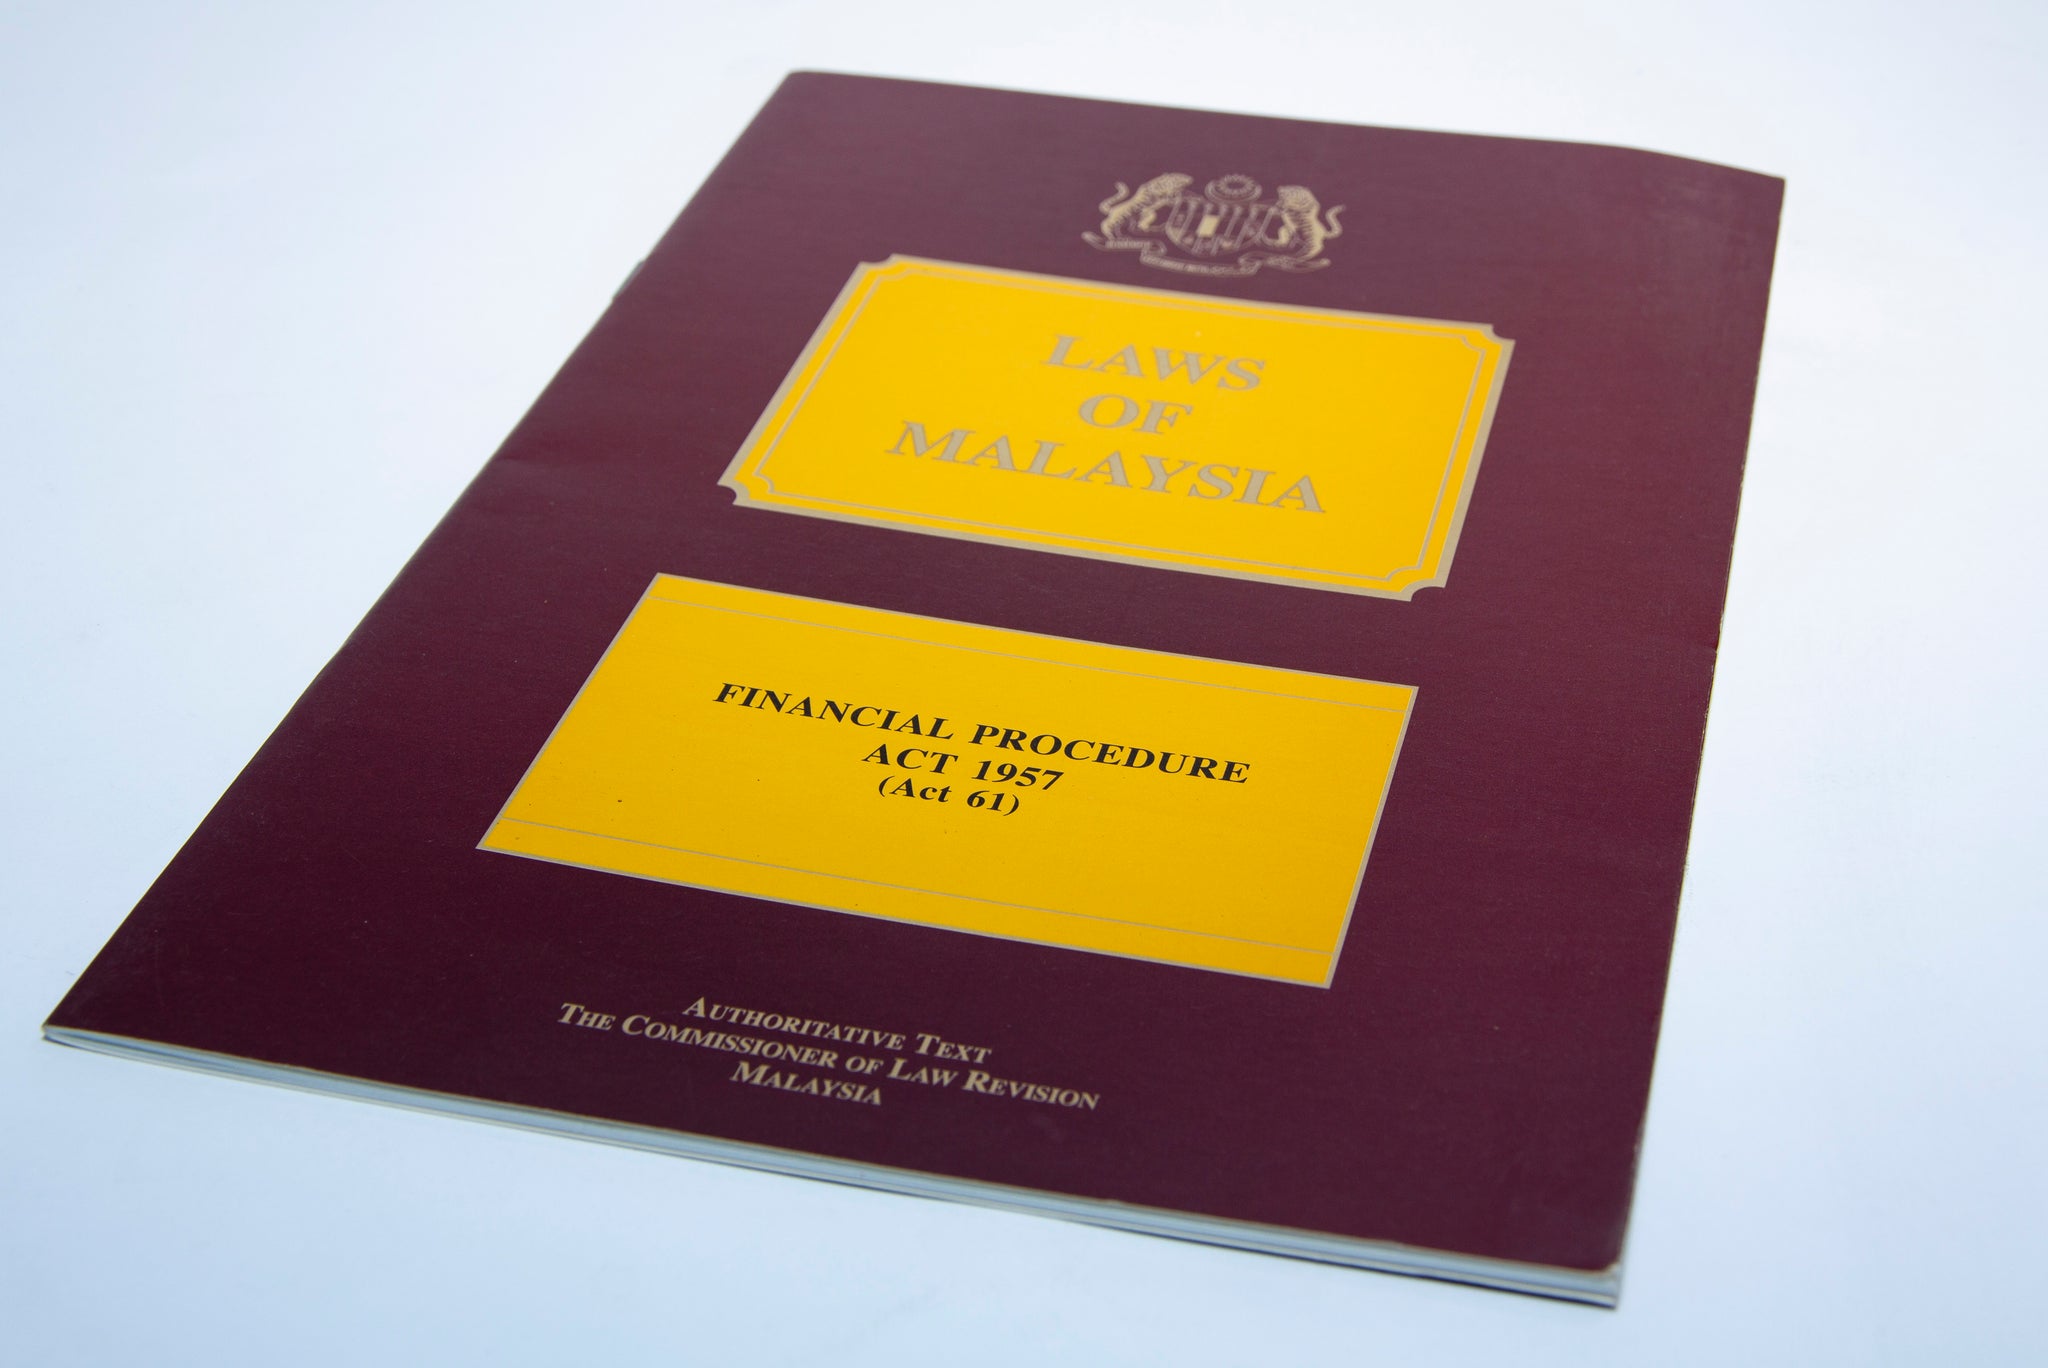 LAWS
OF
MALAYSIA
FINANCIAL PROCEDURE
ACT 1957
(Act 61)
AUTHORITATIVE TEXT
THE COMMISSIONER OF LAW REVISION
MALAYSIA